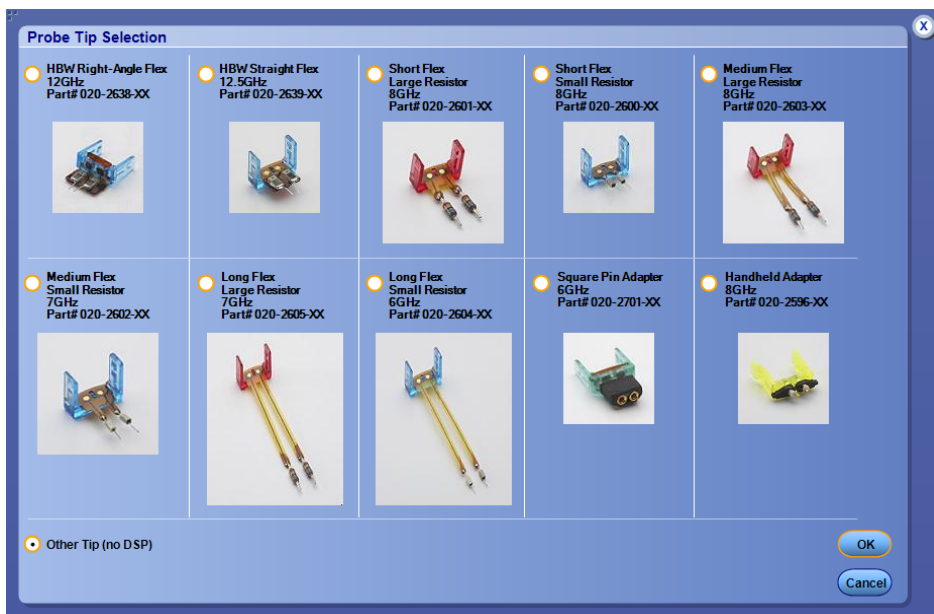 X
Probe Tip Selection
HBW Right-Angle Flex
12GHz
Part# 020-2638-XX
HBW Straight Flex
12.5GHz
Part# 020-2639-XX
Short Flex
Large Resistor
8GHz
Part# 020-2601-XX
Short Flex
Small Resistor
8GHz
Part# 020-2600-XX
Medium Flex
Large Resistor
8GHz
Part# 020-2603-XX
Medium Flex
Small Resistor
7GHz
Part# 020-2602-XX
Long Flex
Large Resistor
7GHz
Part# 020-2605-XX
Long Flex
Small Resistor
6GHz
Part# 020-2604-XX
Square Pin Adapter
6GHz
Part# 020-2701-XX
Handheld Adapter
8GHz
Part# 020-2596-XX
Other Tip (no DSP)
OK
Cancel